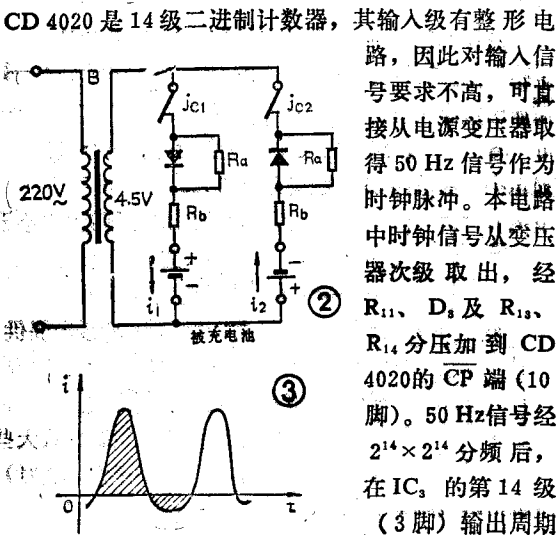 CD 4020 是 14 级二进制计数器，其输入级有整形电
路，因此对输入信
号要求不高，可直
接从电源变压器取
得 50 Hz 信号作为
时钟脉冲。本电路
中时钟信号从变压
器次级取出，经
R₁₁、D₈ 及 R₁₃、
R₁₄ 分压加到 CD
4020的 C̅P̅ 端（10
脚）。50 Hz信号经
2¹⁴×2¹⁴ 分频后，
在IC₃ 的第 14 级
（3 脚）输出周期
B
jc1
jc2
220V~
4.5V
Ra
Ra
Rb
Rb
+
-
-
+
i₁
i₂
②
被充电池
③
i
0
t